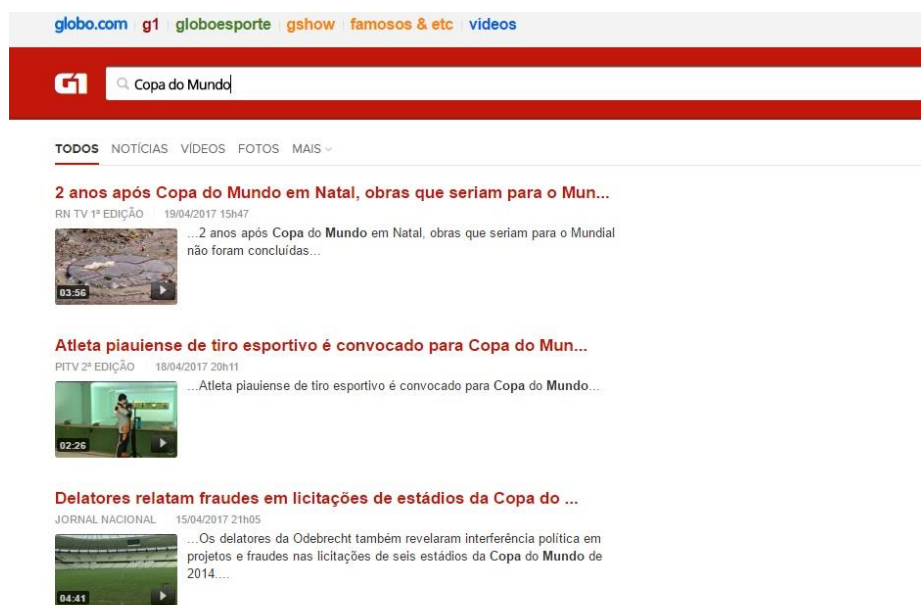 globo.com g1 globoesporte gshow famosos & etc vídeos
G1 Copa do Mundo
TODOS NOTÍCIAS VÍDEOS FOTOS MAIS
2 anos após Copa do Mundo em Natal, obras que seriam para o Mun...
RN TV 1ª EDIÇÃO 19/04/2017 15h47
...2 anos após Copa do Mundo em Natal, obras que seriam para o Mundial
não foram concluídas...
03:56
Atleta piauiense de tiro esportivo é convocado para Copa do Mun...
PITV 2ª EDIÇÃO 18/04/2017 20h11
...Atleta piauiense de tiro esportivo é convocado para Copa do Mundo...
02:26
Delatores relatam fraudes em licitações de estádios da Copa do ...
JORNAL NACIONAL 15/04/2017 21h05
...Os delatores da Odebrecht também revelaram interferência política em
projetos e fraudes nas licitações de seis estádios da Copa do Mundo de
2014....
04:41